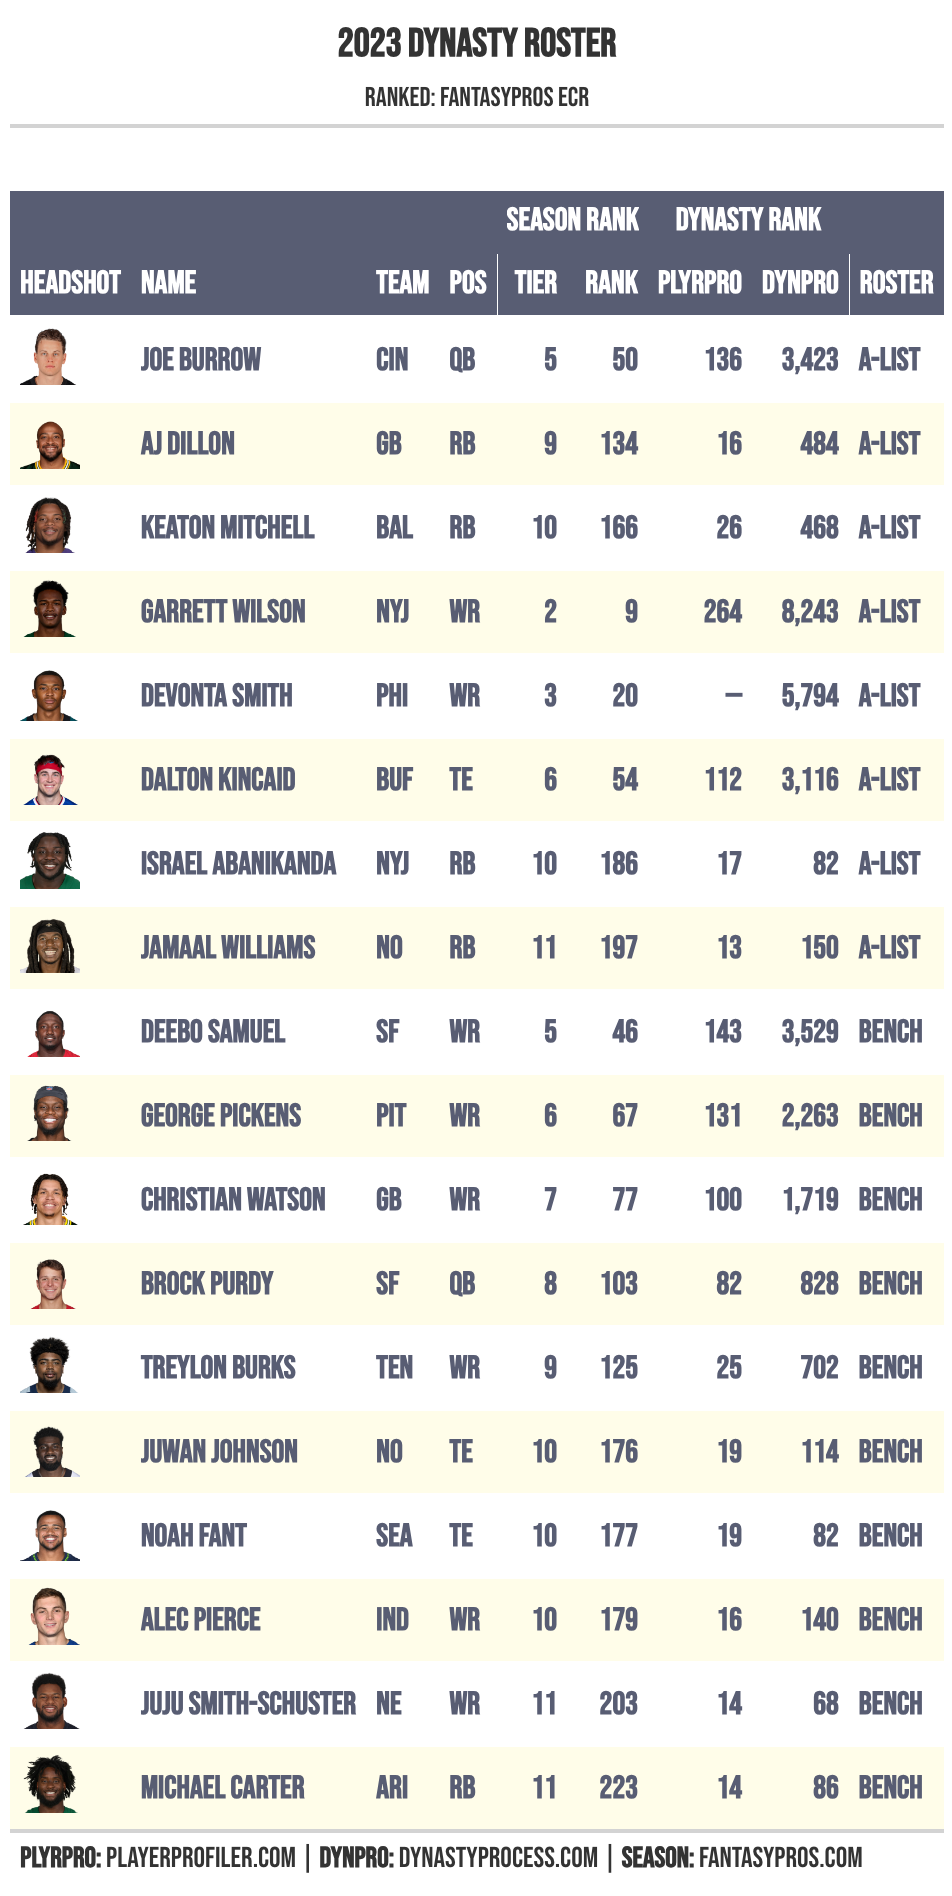 2023 DYNASTY ROSTER
RANKED: FANTASYPROS ECR
SEASON RANK DYNASTY RANK
HEADSHOT NAME TEAM POS TIER RANK PLYRPRO DYNPRO ROSTER
JOE BURROW CIN QB 5 50 136 3,423 A-LIST
AJ DILLON GB RB 9 134 16 484 A-LIST
KEATON MITCHELL BAL RB 10 166 26 468 A-LIST
GARRETT WILSON NYJ WR 2 9 264 8,243 A-LIST
DEVONTA SMITH PHI WR 3 20 — 5,794 A-LIST
DALTON KINCAID BUF TE 6 54 112 3,116 A-LIST
ISRAEL ABANIKANDA NYJ RB 10 186 17 82 A-LIST
JAMAAL WILLIAMS NO RB 11 197 13 150 A-LIST
DEEBO SAMUEL SF WR 5 46 143 3,529 BENCH
GEORGE PICKENS PIT WR 6 67 131 2,263 BENCH
CHRISTIAN WATSON GB WR 7 77 100 1,719 BENCH
BROCK PURDY SF QB 8 103 82 828 BENCH
TREYLON BURKS TEN WR 9 125 25 702 BENCH
JUWAN JOHNSON NO TE 10 176 19 114 BENCH
NOAH FANT SEA TE 10 177 19 82 BENCH
ALEC PIERCE IND WR 10 179 16 140 BENCH
JUJU SMITH-SCHUSTER NE WR 11 203 14 68 BENCH
MICHAEL CARTER ARI RB 11 223 14 86 BENCH
PLYRPRO: PLAYERPROFILER.COM | DYNPRO: DYNASTYPROCESS.COM | SEASON: FANTASYPROS.COM